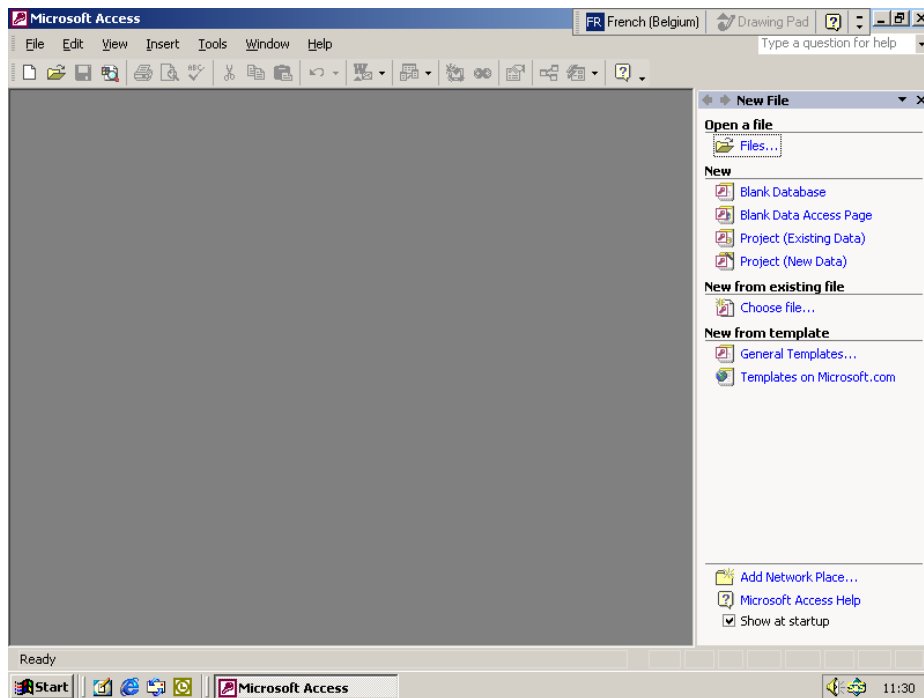 Microsoft Access
FR French (Belgium) Drawing Pad
File Edit View Insert Tools Window Help
Type a question for help
New File
Open a file
Files...
New
Blank Database
Blank Data Access Page
Project (Existing Data)
Project (New Data)
New from existing file
Choose file...
New from template
General Templates...
Templates on Microsoft.com
Add Network Place...
Microsoft Access Help
Show at startup
Ready
Start Microsoft Access 11:30